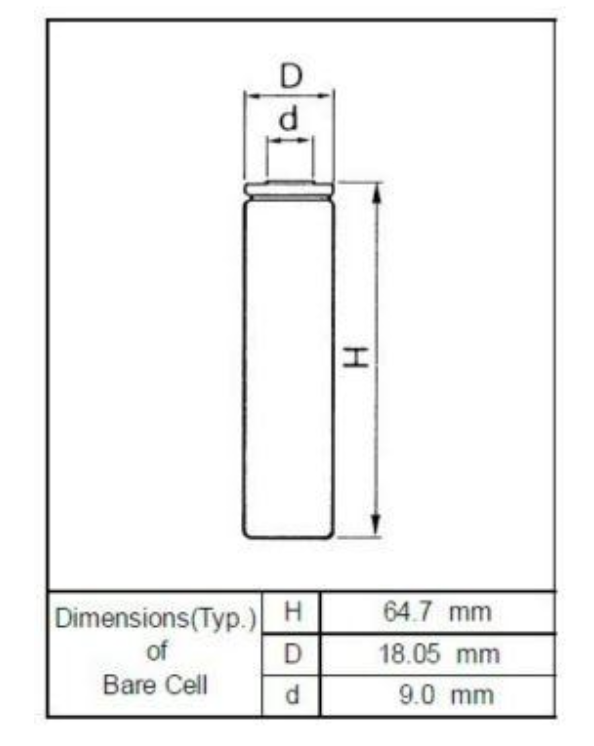 D
d
H
Dimensions(Typ.)
of
Bare Cell
H 64.7 mm
D 18.05 mm
d 9.0 mm